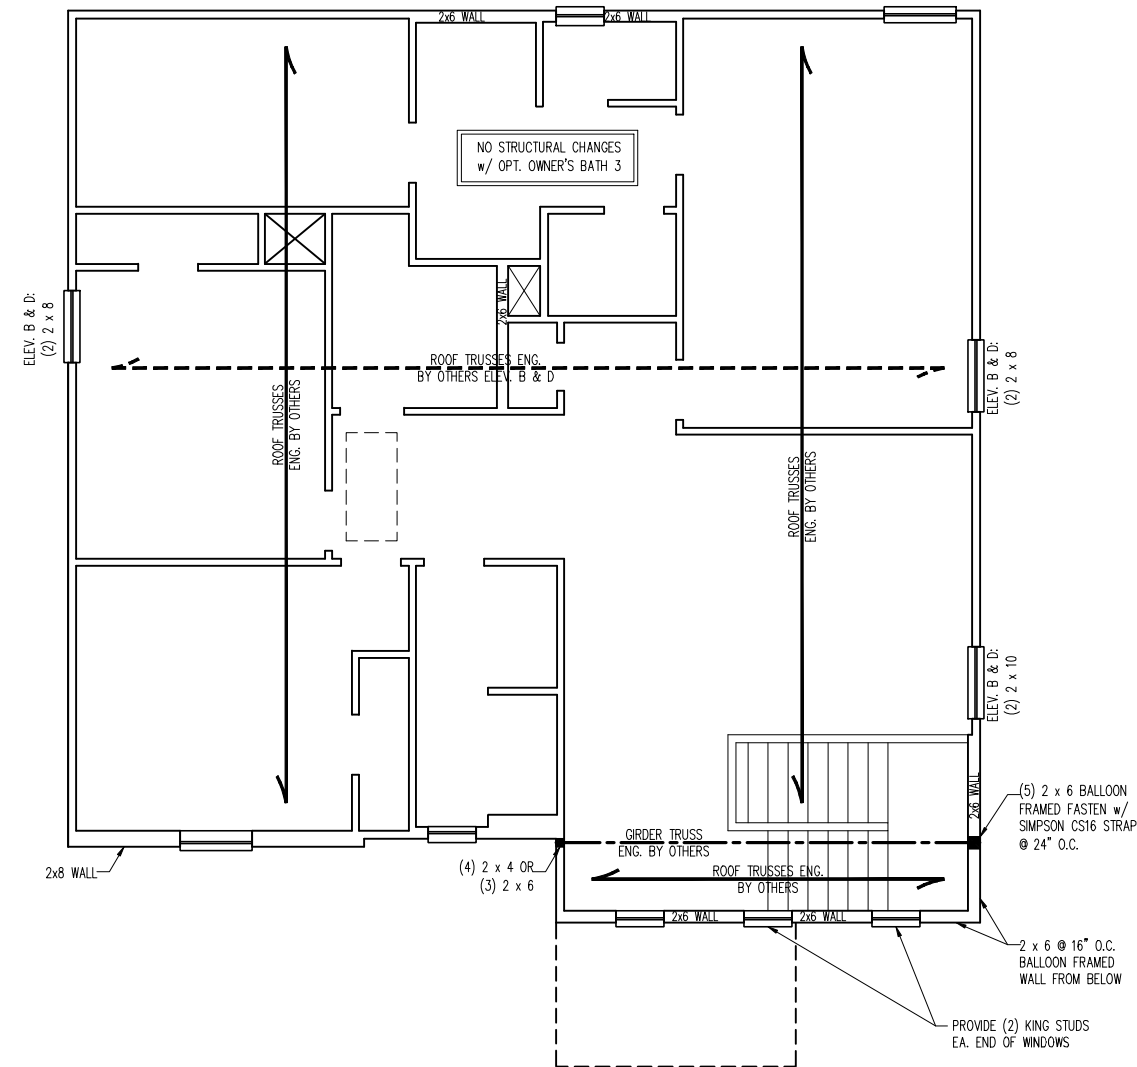 2x6 WALL
2x6 WALL
NO STRUCTURAL CHANGES
w/ OPT. OWNER'S BATH 3
ELEV. B & D:
(2) 2 x 8
2x6 WALL
ROOF TRUSSES ENG.
BY OTHERS ELEV. B & D
ELEV. B & D:
(2) 2 x 8
ROOF TRUSSES
ENG. BY OTHERS
ROOF TRUSSES
ENG. BY OTHERS
ELEV. B & D:
(2) 2 x 10
2x6 WALL
(5) 2 x 6 BALLOON
FRAMED FASTEN w/
SIMPSON CS16 STRAP
@ 24" O.C.
GIRDER TRUSS
ENG. BY OTHERS
2x8 WALL
(4) 2 x 4 OR
(3) 2 x 6
ROOF TRUSSES ENG.
BY OTHERS
2x6 WALL
2x6 WALL
2 x 6 @ 16" O.C.
BALLOON FRAMED
WALL FROM BELOW
PROVIDE (2) KING STUDS
EA. END OF WINDOWS